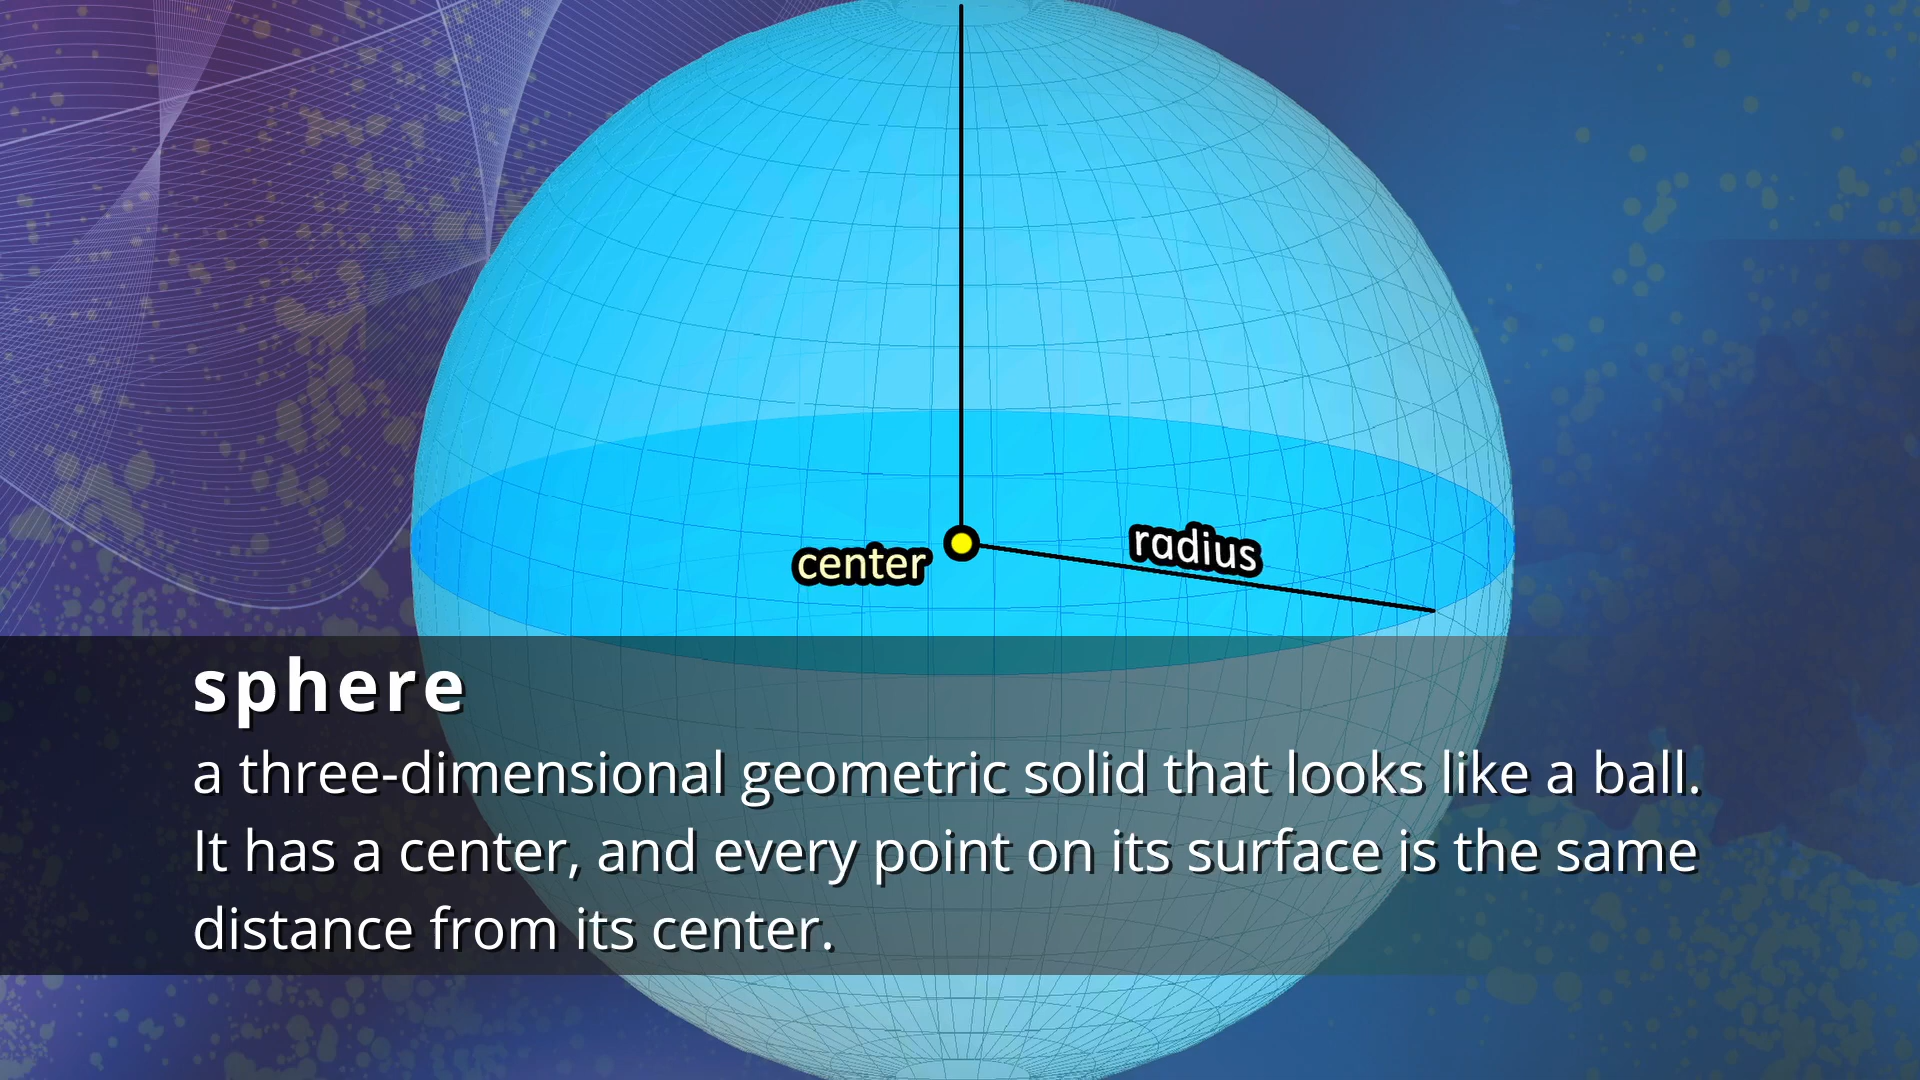 center
radius
sphere
a three-dimensional geometric solid that looks like a ball.
It has a center, and every point on its surface is the same
distance from its center.